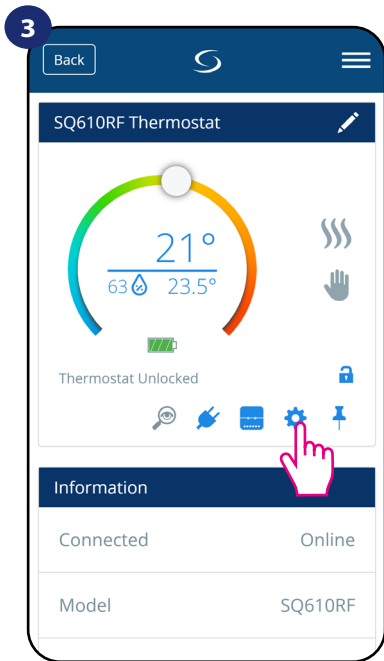 3
Back
SQ610RF Thermostat
21°
63 23.5°
Thermostat Unlocked
Information
Connected Online
Model SQ610RF